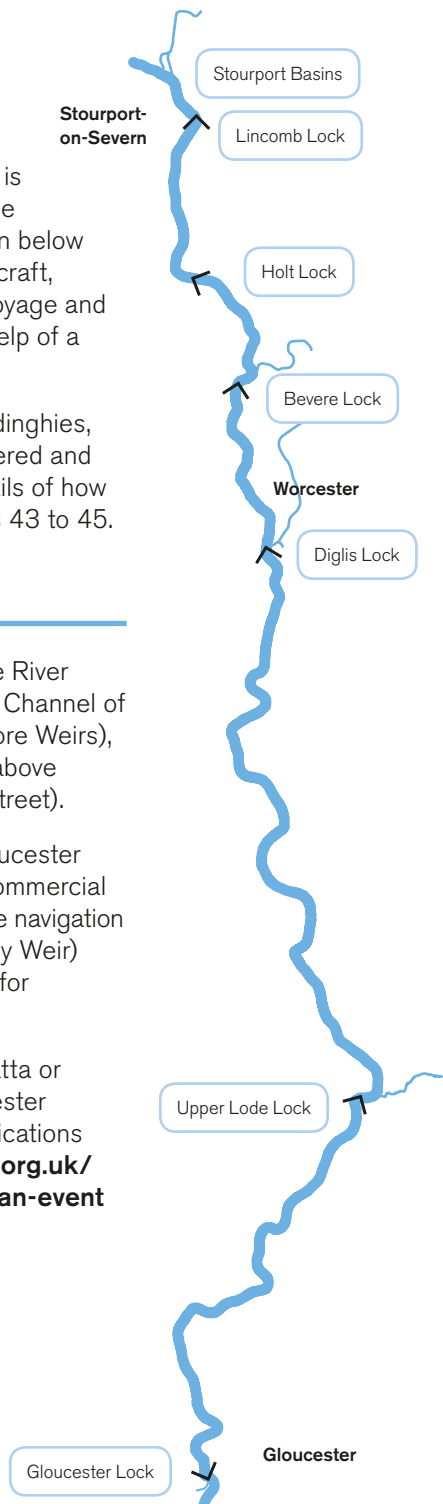 Stourport Basins
Stourport-
on-Severn
Lincomb Lock
is
e
n below
craft,
Holt Lock
oyage and
elp of a
dinghies,
Bevere Lock
ered and
ils of how
Worcester
s 43 to 45.
Diglis Lock
e River
Channel of
ore Weirs),
above
treet).
ucester
ommercial
e navigation
y Weir)
for
tta or
Upper Lode Lock
ester
ications
org.uk/
an-event
Gloucester
Gloucester Lock